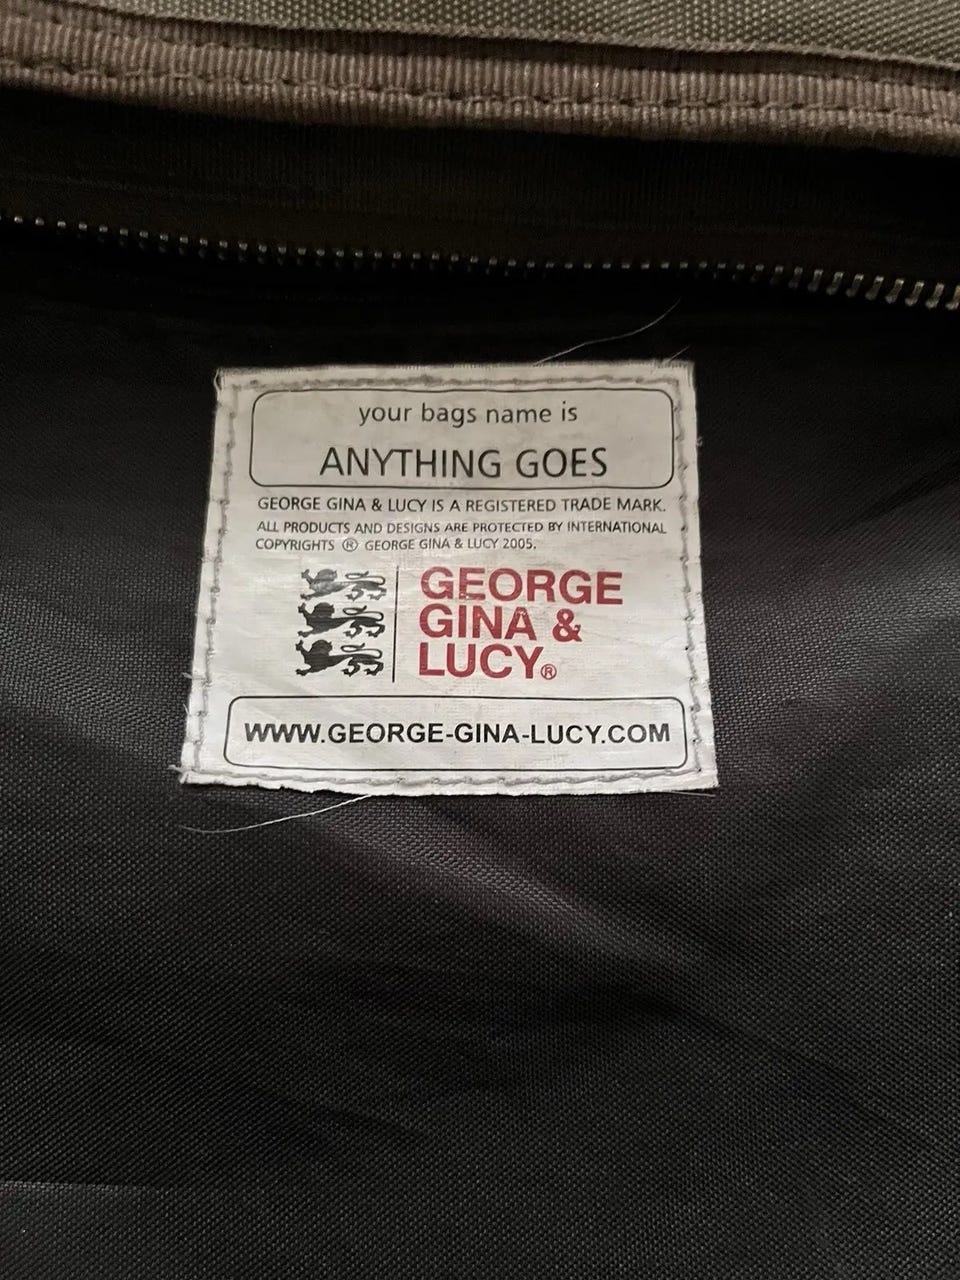 your bags name is
ANYTHING GOES
GEORGE GINA & LUCY IS A REGISTERED TRADE MARK.
ALL PRODUCTS AND DESIGNS ARE PROTECTED BY INTERNATIONAL
COPYRIGHTS ® GEORGE GINA & LUCY 2005.
GEORGE
GINA &
LUCY®
WWW.GEORGE-GINA-LUCY.COM